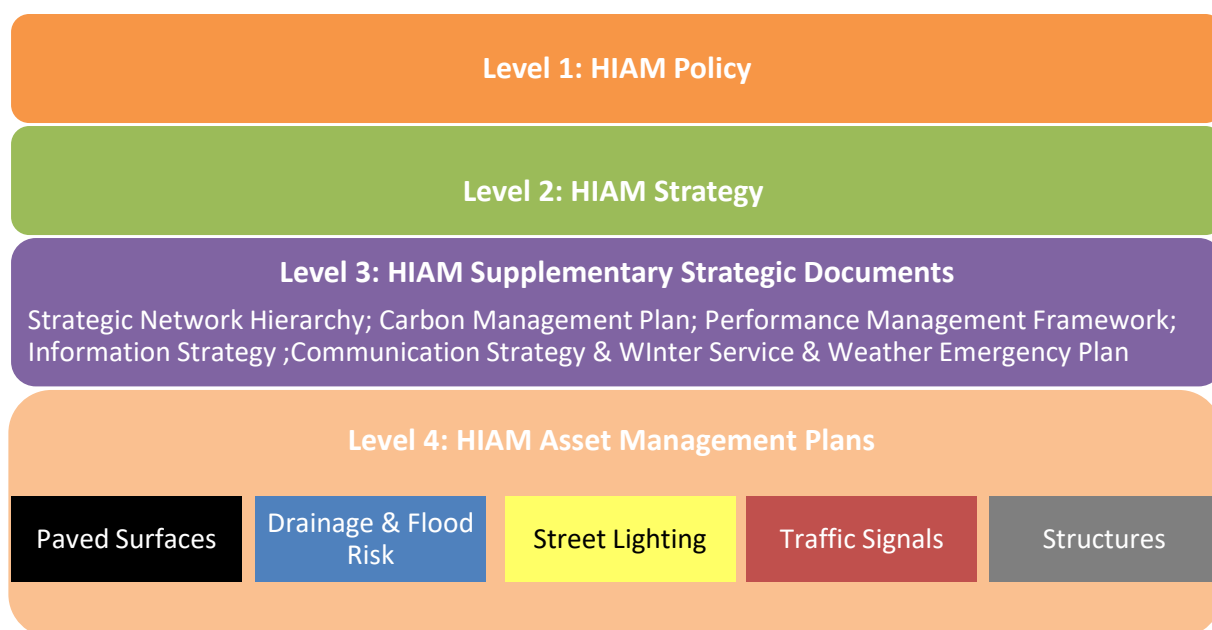 Level 1: HIAM Policy
Level 2: HIAM Strategy
Level 3: HIAM Supplementary Strategic Documents
Strategic Network Hierarchy; Carbon Management Plan; Performance Management Framework;
Information Strategy ;Communication Strategy & WInter Service & Weather Emergency Plan
Level 4: HIAM Asset Management Plans
Paved Surfaces
Drainage & Flood
Risk
Street Lighting
Traffic Signals
Structures